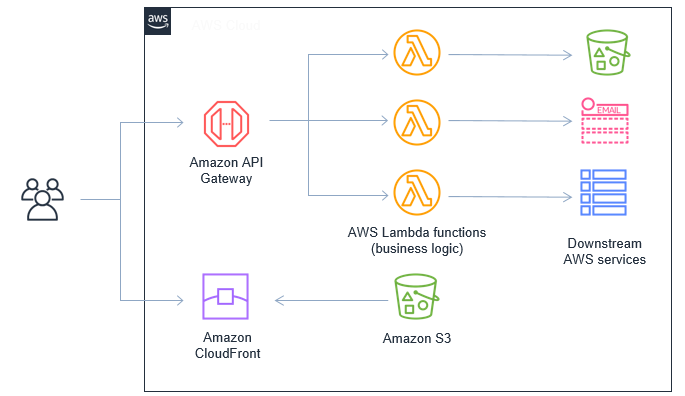 aws
AWS Cloud
EMAIL
Amazon API
Gateway
AWS Lambda functions
(business logic)
Downstream
AWS services
Amazon
CloudFront
Amazon S3